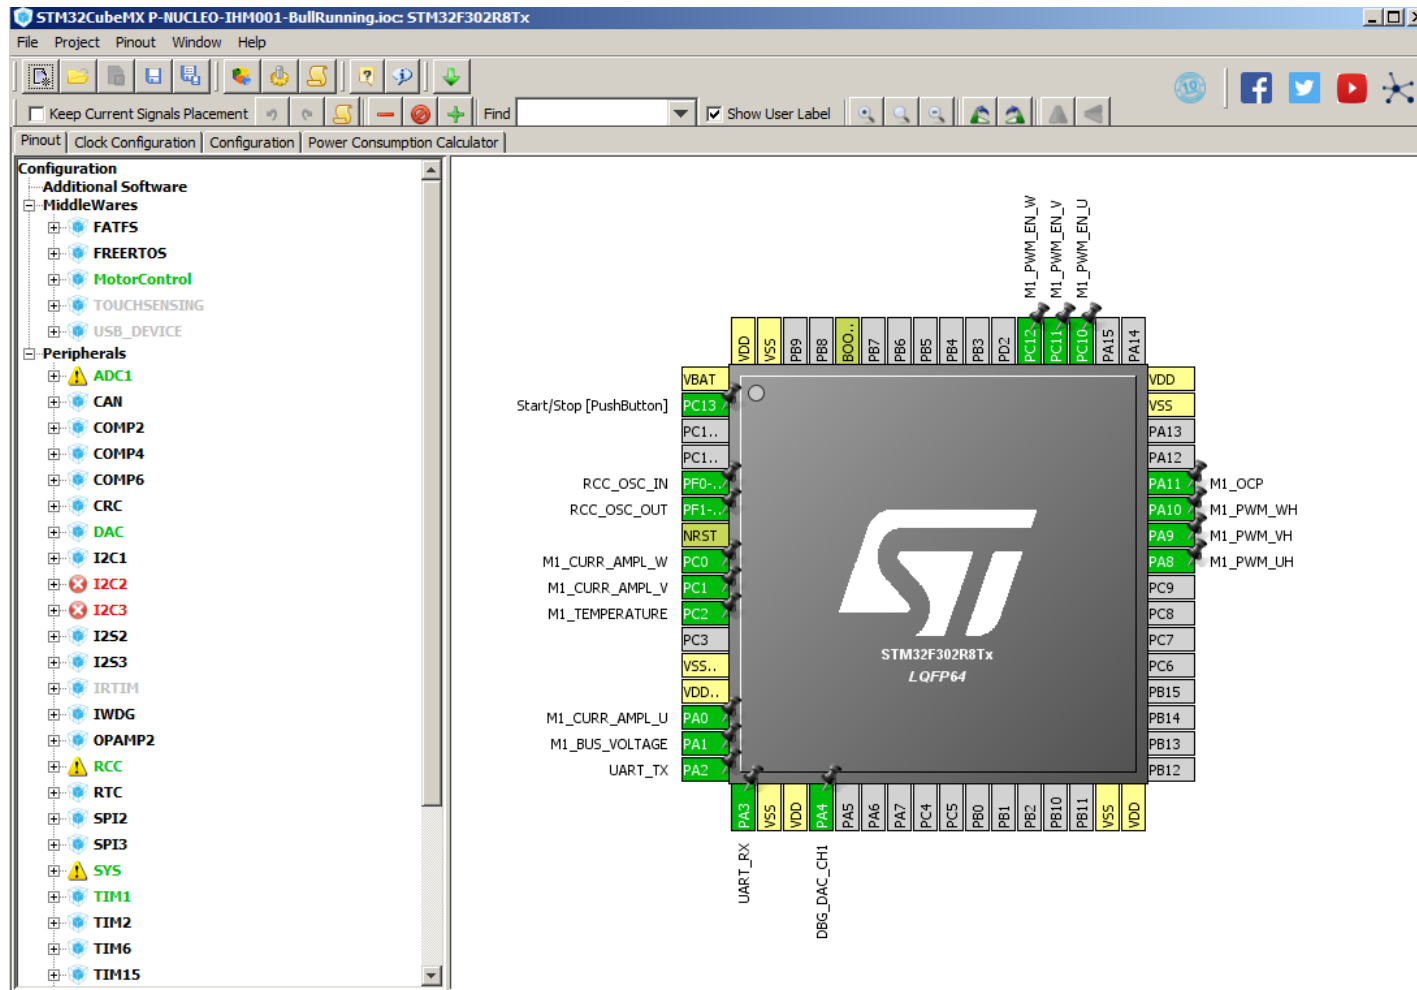 STM32CubeMX P-NUCLEO-IHM001-BullRunning.ioc: STM32F302R8Tx
File Project Pinout Window Help
10
Keep Current Signals Placement Find Show User Label
Pinout Clock Configuration Configuration Power Consumption Calculator
Configuration
Additional Software
MiddleWares
FATFS
FREERTOS
MotorControl
TOUCHSENSING
USB_DEVICE
Peripherals
ADC1
CAN
COMP2
COMP4
COMP6
CRC
DAC
I2C1
I2C2
I2C3
I2S2
I2S3
IRTIM
IWDG
OPAMP2
RCC
RTC
SPI2
SPI3
SYS
TIM1
TIM2
TIM6
TIM15
M1_PWM_EN_W
M1_PWM_EN_V
M1_PWM_EN_U
VDD
VSS
PB9
PB8
BOO..
PB7
PB6
PB5
PB4
PB3
PD2
PC12
PC11
PC10
PA15
PA14
VBAT
Start/Stop [PushButton] PC13
PC1..
PC1..
RCC_OSC_IN PF0-..
RCC_OSC_OUT PF1-..
NRST
M1_CURR_AMPL_W PC0
M1_CURR_AMPL_V PC1
M1_TEMPERATURE PC2
PC3
VSS..
VDD..
M1_CURR_AMPL_U PA0
M1_BUS_VOLTAGE PA1
UART_TX PA2
ST
STM32F302R8Tx
LQFP64
VDD
VSS
PA13
PA12
PA11 M1_OCP
PA10 M1_PWM_WH
PA9 M1_PWM_VH
PA8 M1_PWM_UH
PC9
PC8
PC7
PC6
PB15
PB14
PB13
PB12
PA3
VSS
VDD
PA4
PA5
PA6
PA7
PC4
PC5
PB0
PB1
PB2
PB10
PB11
VSS
VDD
UART_RX
DBG_DAC_CH1